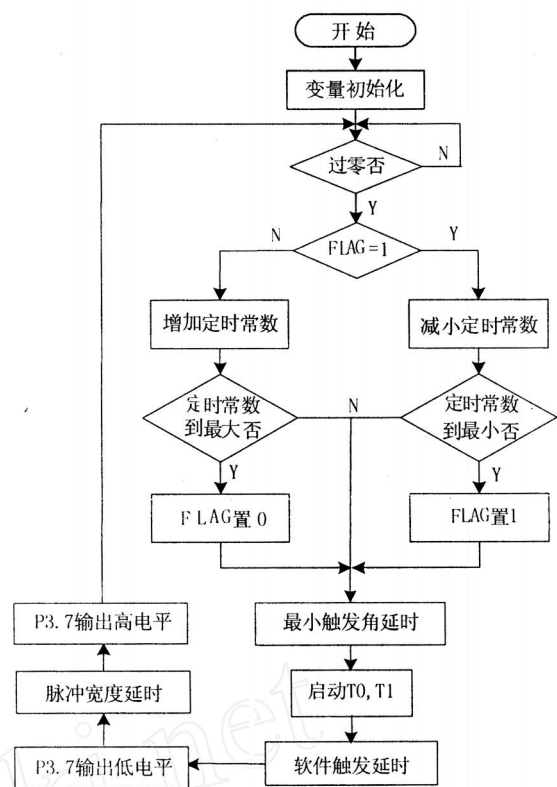 开始
变量初始化
过零否
N
Y
FLAG=1
N
Y
增加定时常数
减小定时常数
定时常数
到最大否
N
定时常数
到最小否
Y
Y
FLAG置0
FLAG置1
P3.7输出高电平
最小触发角延时
脉冲宽度延时
启动T0,T1
P3.7输出低电平
软件触发延时